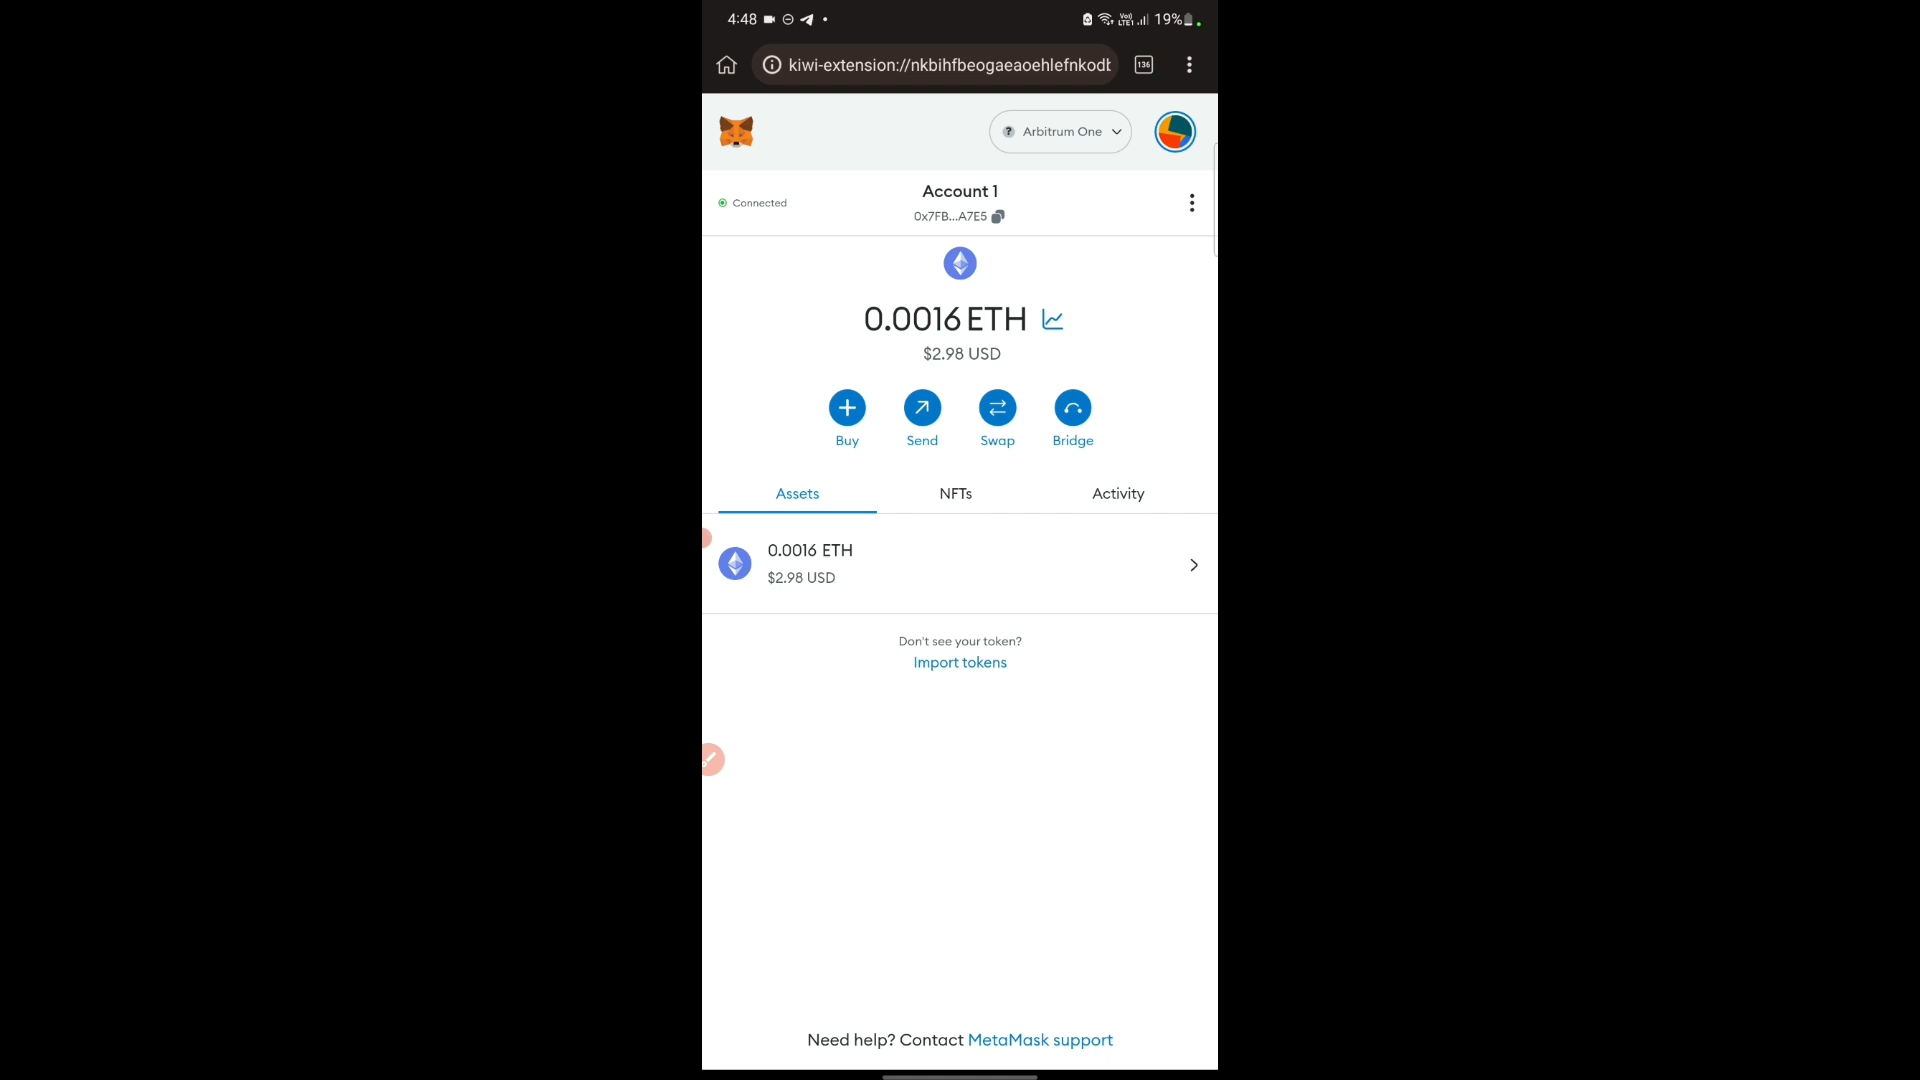 4:48
19%
kiwi-extension://nkbihfbeogaeaoehlefnkodb
136
? Arbitrum One
Connected
Account 1
0x7FB...A7E5
0.0016 ETH
$2.98 USD
Buy Send Swap Bridge
Assets NFTs Activity
0.0016 ETH
$2.98 USD
Don't see your token?
Import tokens
Need help? Contact MetaMask support